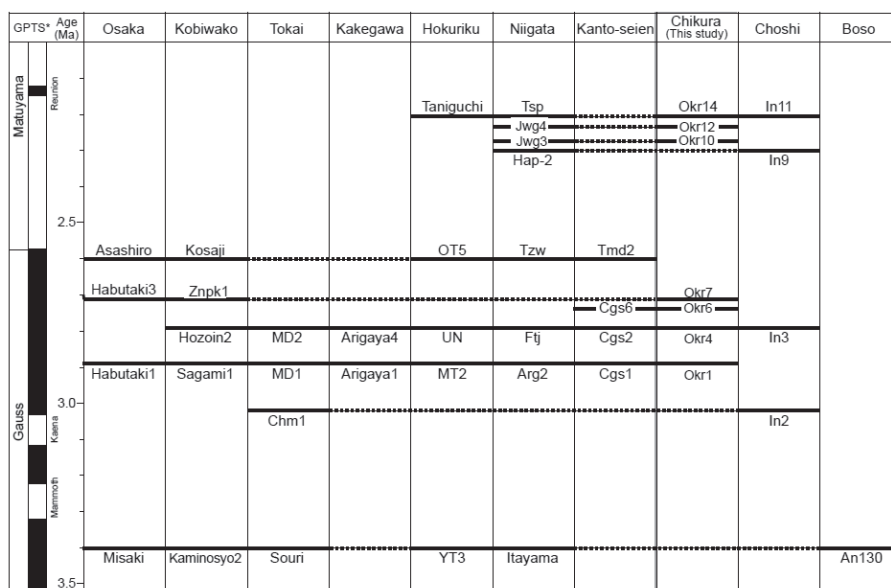 GPTS* Age (Ma) Osaka Kobiwako Tokai Kakegawa Hokuriku Niigata Kanto-seien Chikura (This study) Choshi Boso
Matuyama
Reunion
Taniguchi Tsp Okr14 In11
Jwg4 Okr12
Jwg3 Okr10
Hap-2 In9
2.5
Asashiro Kosaji OT5 Tzw Tmd2
Habutaki3 Znpk1 Okr7
Cgs6 Okr6
Hozoin2 MD2 Arigaya4 UN Ftj Cgs2 Okr4 In3
Habutaki1 Sagami1 MD1 Arigaya1 MT2 Arg2 Cgs1 Okr1
Gauss
3.0
Kaena
Chm1 In2
Mammoth
Misaki Kaminosyo2 Souri YT3 Itayama An130
3.5